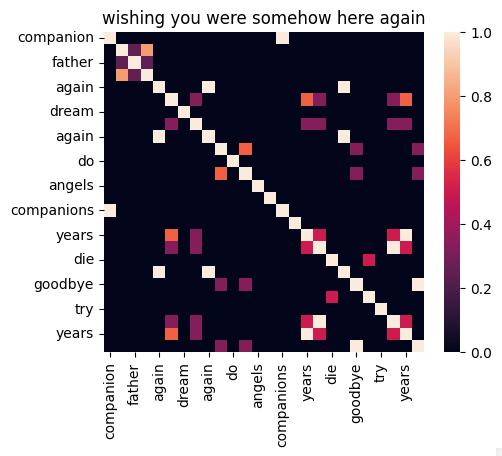 wishing you were somehow here again
companion
father
again
dream
again
do
angels
companions
years
die
goodbye
try
years
1.0
0.8
0.6
0.4
0.2
0.0
companion
father
again
dream
again
do
angels
companions
years
die
goodbye
try
years